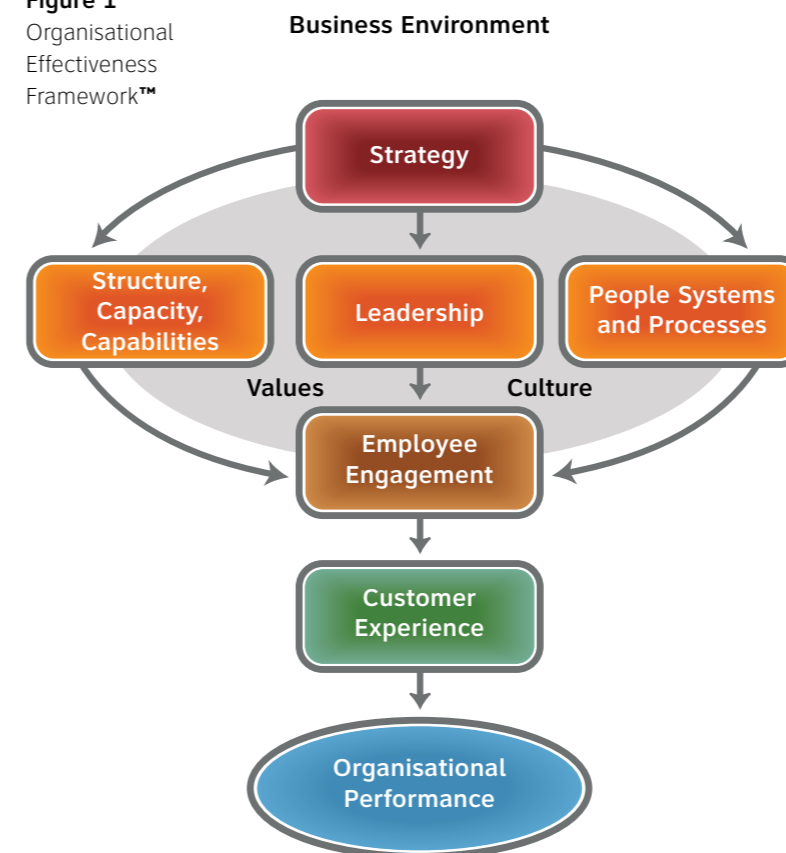 Figure 1
Organisational
Effectiveness
Framework™
Business Environment
Strategy
Structure,
Capacity,
Capabilities
Leadership
People Systems
and Processes
Values
Culture
Employee
Engagement
Customer
Experience
Organisational
Performance